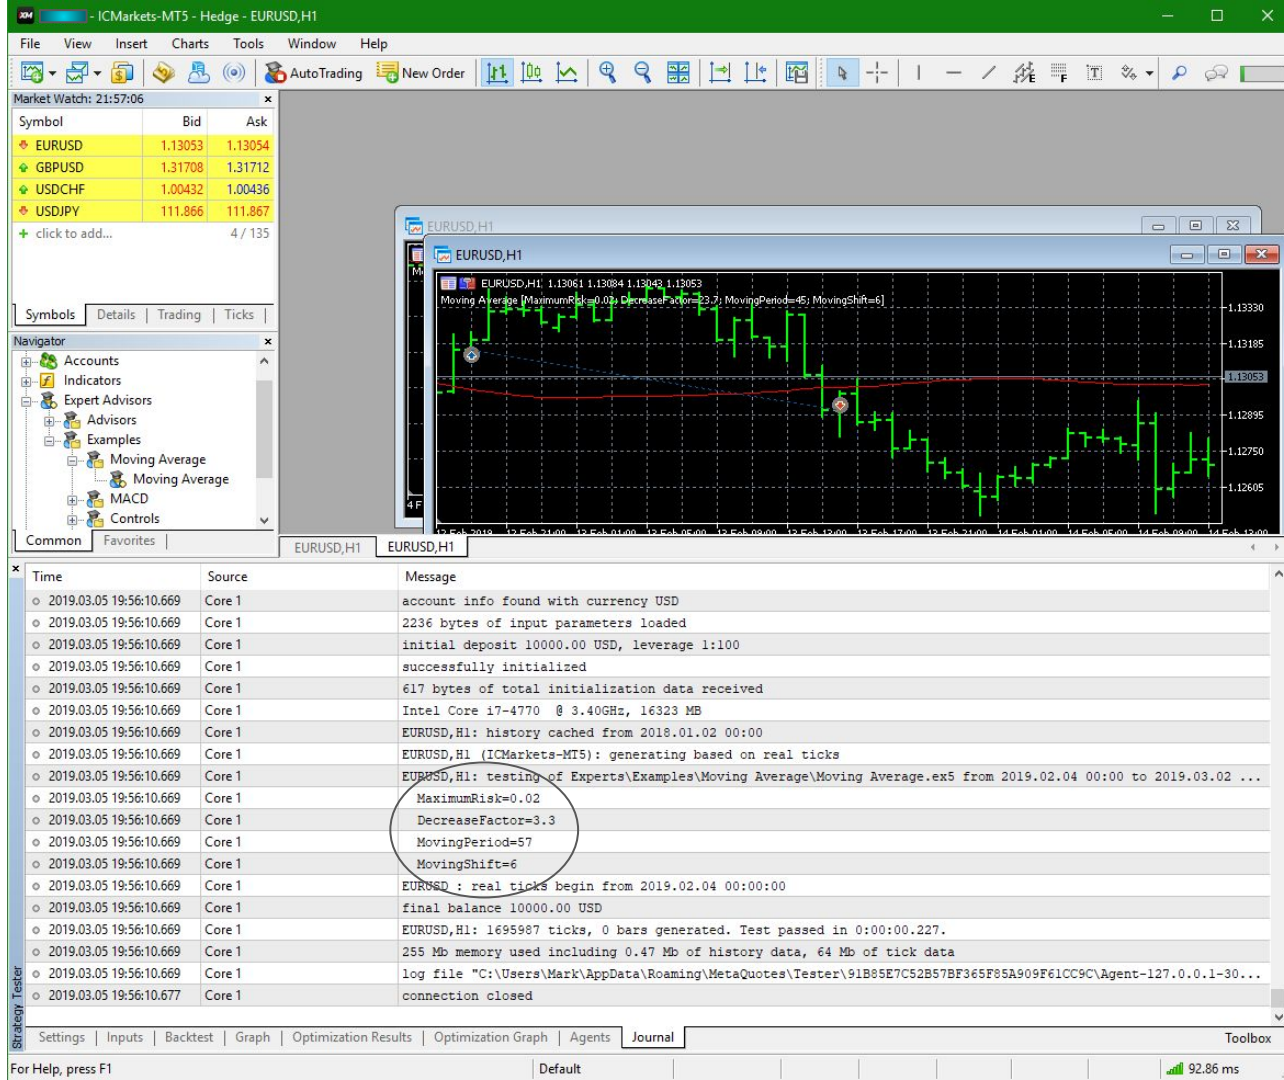 XM - ICMarkets-MT5 - Hedge - EURUSD,H1
File View Insert Charts Tools Window Help
AutoTrading New Order
Market Watch: 21:57:06
Symbol Bid Ask
EURUSD 1.13053 1.13054
GBPUSD 1.31708 1.31712
USDCHF 1.00432 1.00436
USDJPY 111.866 111.867
click to add... 4 / 135
Symbols Details Trading Ticks
Navigator
Accounts
Indicators
Expert Advisors
Advisors
Examples
Moving Average
Moving Average
MACD
Controls
Common Favorites
EURUSD,H1
EURUSD,H1
EURUSD,H1 1.13061 1.13084 1.13043 1.13053
Moving Average [MaximumRisk=0.02; DecreaseFactor=23.7; MovingPeriod=45; MovingShift=6]
1.13330
1.13185
1.13053
1.12895
1.12750
1.12605
EURUSD,H1 EURUSD,H1
Time Source Message
2019.03.05 19:56:10.669 Core 1 account info found with currency USD
2019.03.05 19:56:10.669 Core 1 2236 bytes of input parameters loaded
2019.03.05 19:56:10.669 Core 1 initial deposit 10000.00 USD, leverage 1:100
2019.03.05 19:56:10.669 Core 1 successfully initialized
2019.03.05 19:56:10.669 Core 1 617 bytes of total initialization data received
2019.03.05 19:56:10.669 Core 1 Intel Core i7-4770 @ 3.40GHz, 16323 MB
2019.03.05 19:56:10.669 Core 1 EURUSD,H1: history cached from 2018.01.02 00:00
2019.03.05 19:56:10.669 Core 1 EURUSD,H1 (ICMarkets-MT5): generating based on real ticks
2019.03.05 19:56:10.669 Core 1 EURUSD,H1: testing of Experts\Examples\Moving Average\Moving Average.ex5 from 2019.02.04 00:00 to 2019.03.02 ...
2019.03.05 19:56:10.669 Core 1 MaximumRisk=0.02
2019.03.05 19:56:10.669 Core 1 DecreaseFactor=3.3
2019.03.05 19:56:10.669 Core 1 MovingPeriod=57
2019.03.05 19:56:10.669 Core 1 MovingShift=6
2019.03.05 19:56:10.669 Core 1 EURUSD : real ticks begin from 2019.02.04 00:00:00
2019.03.05 19:56:10.669 Core 1 final balance 10000.00 USD
2019.03.05 19:56:10.669 Core 1 EURUSD,H1: 1695987 ticks, 0 bars generated. Test passed in 0:00:00.227.
2019.03.05 19:56:10.669 Core 1 255 Mb memory used including 0.47 Mb of history data, 64 Mb of tick data
2019.03.05 19:56:10.669 Core 1 log file "C:\Users\Mark\AppData\Roaming\MetaQuotes\Tester\91B85E7C52B57BF365F85A909F61CC9C\Agent-127.0.0.1-30...
2019.03.05 19:56:10.677 Core 1 connection closed
Strategy Tester
Settings Inputs Backtest Graph Optimization Results Optimization Graph Agents Journal Toolbox
For Help, press F1 Default 92.86 ms